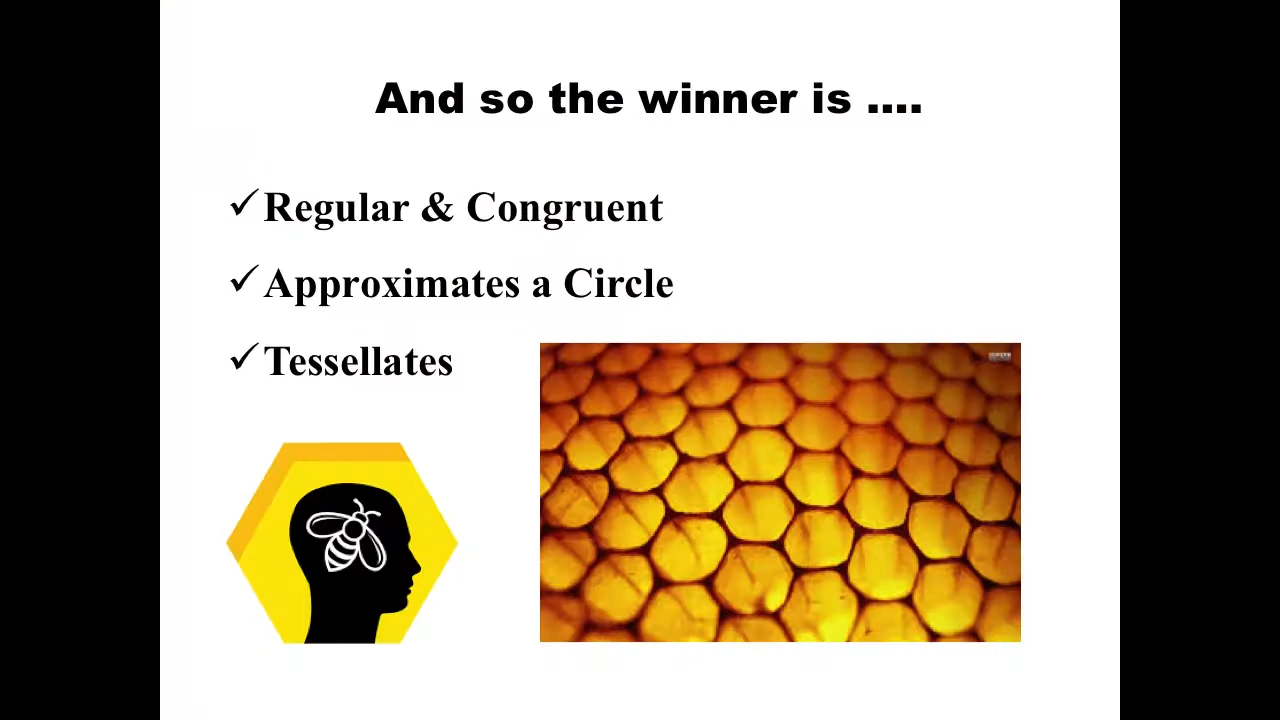 And so the winner is ....
✓Regular & Congruent
✓Approximates a Circle
✓Tessellates